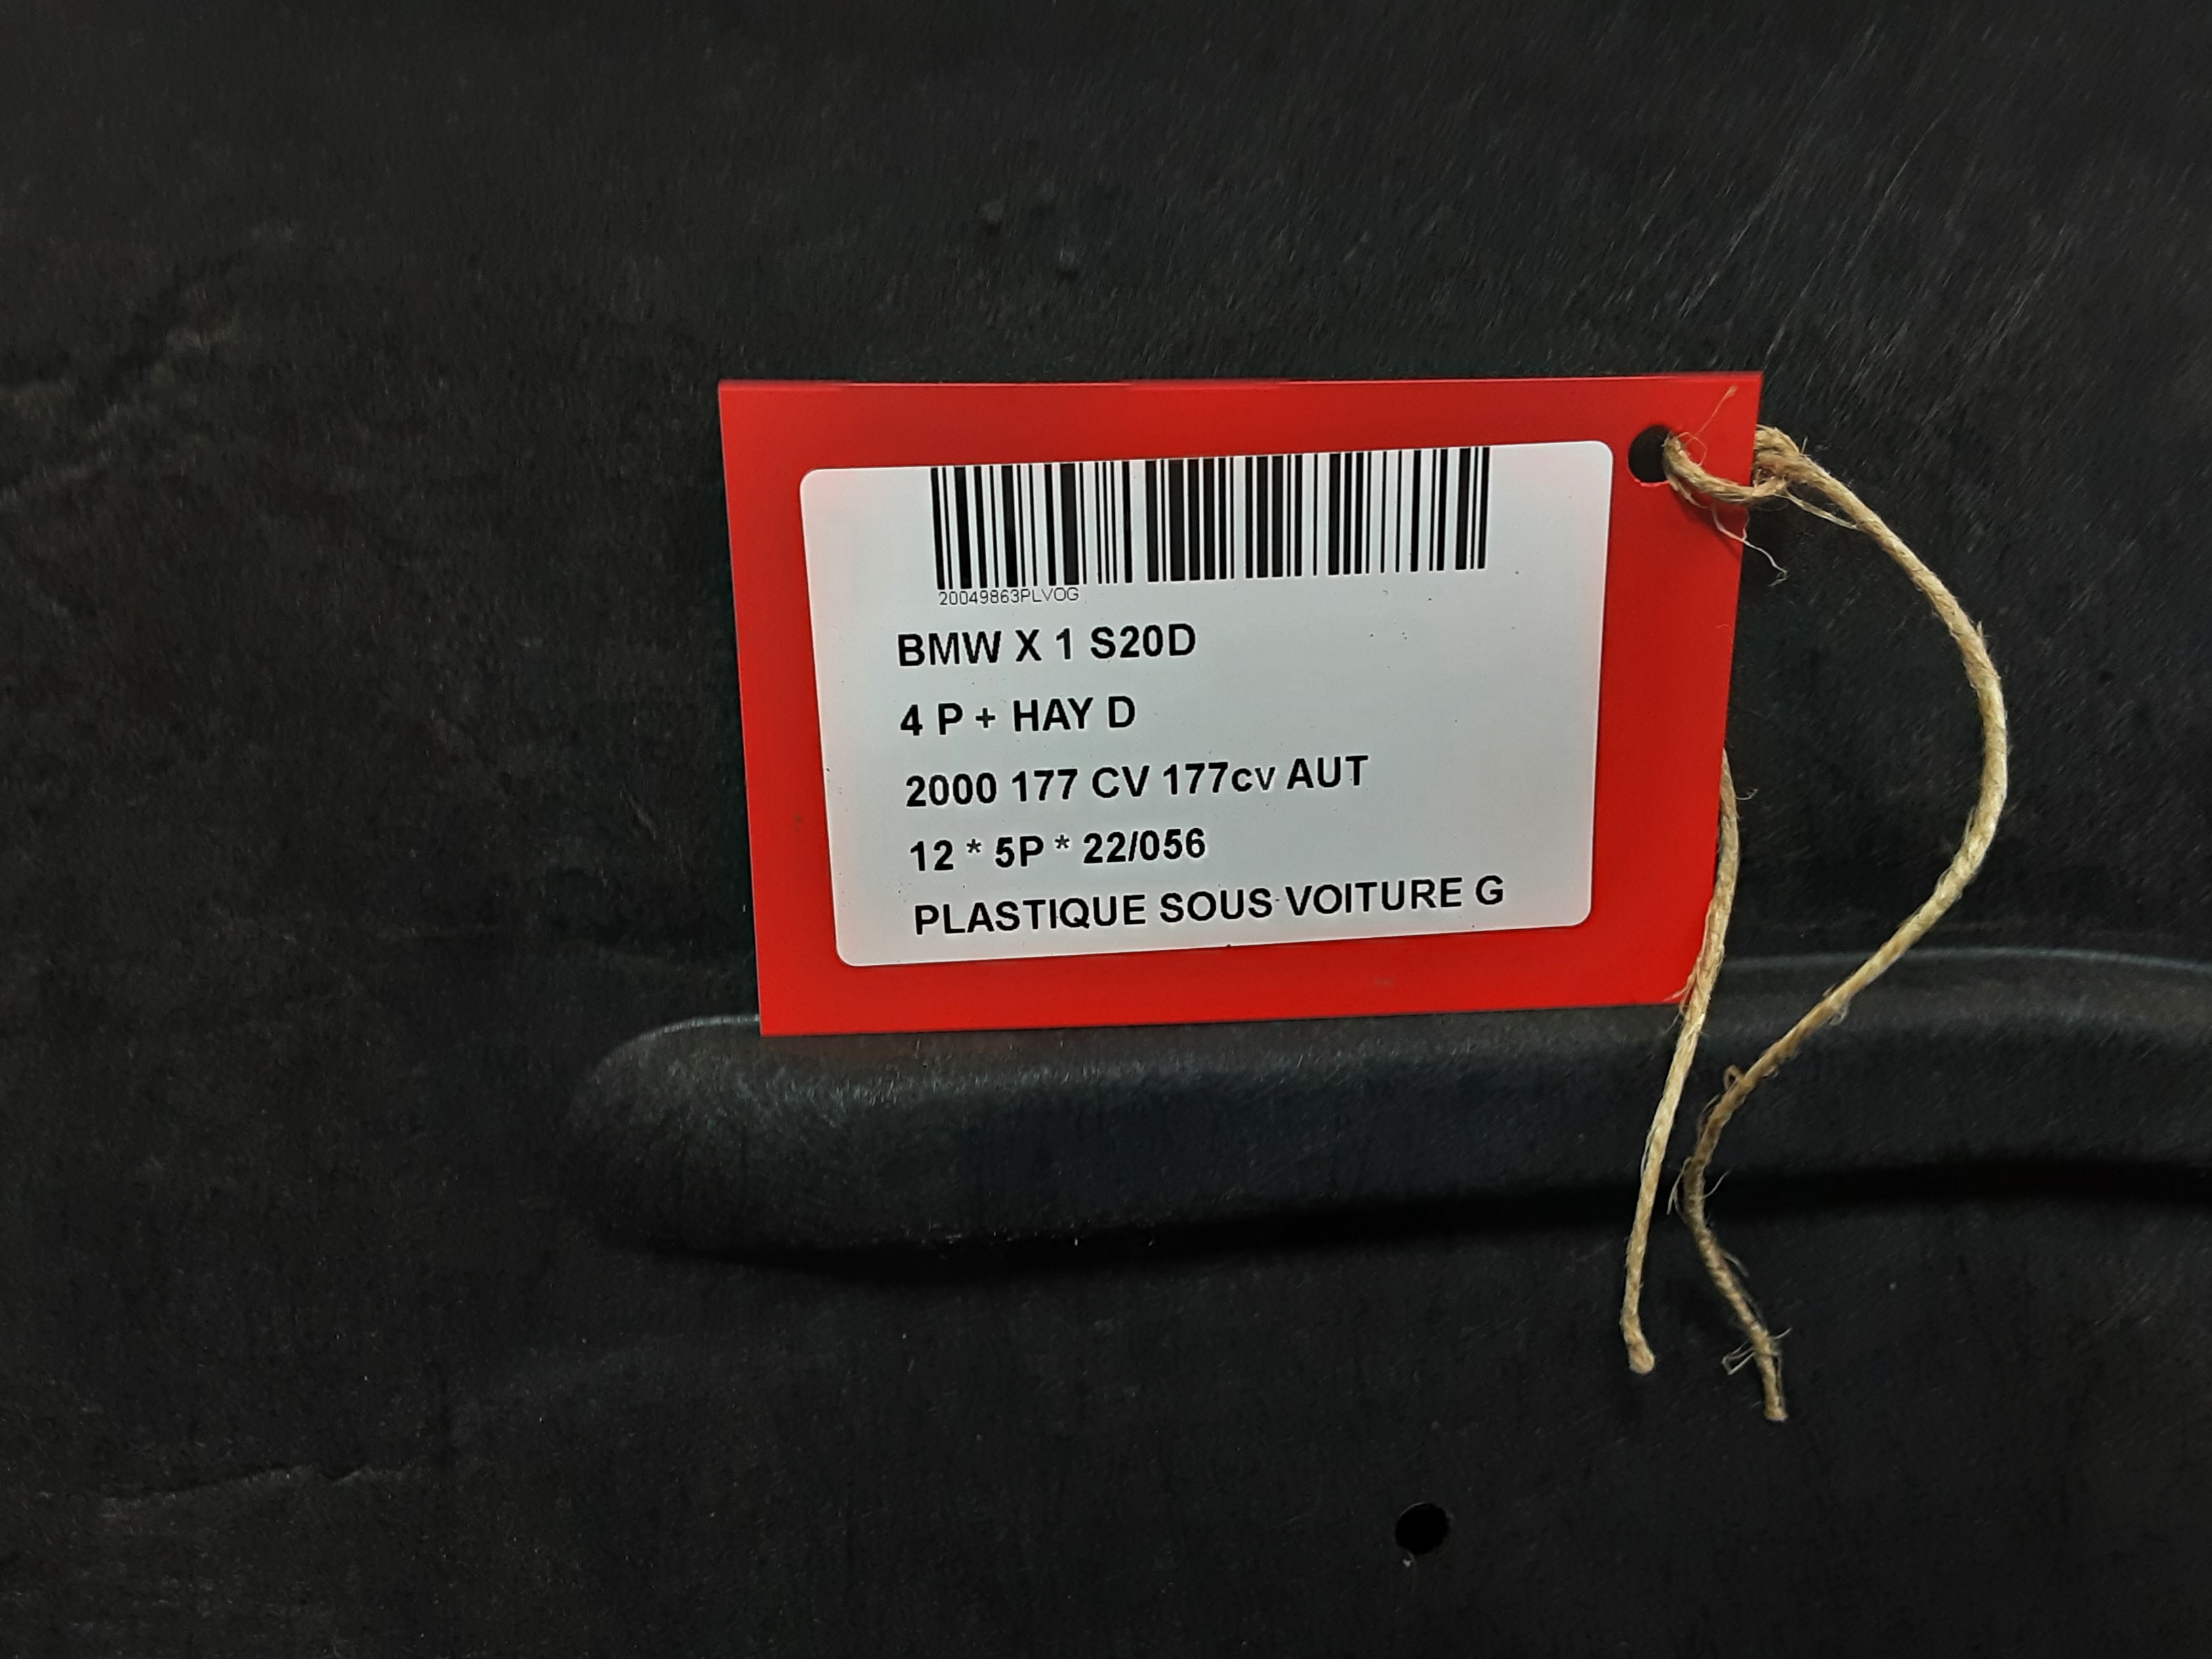 20049863PLVOG
BMW X 1 S20D
4 P + HAY D
2000 177 CV 177cv AUT
12 * 5P * 22/056
PLASTIQUE SOUS VOITURE G